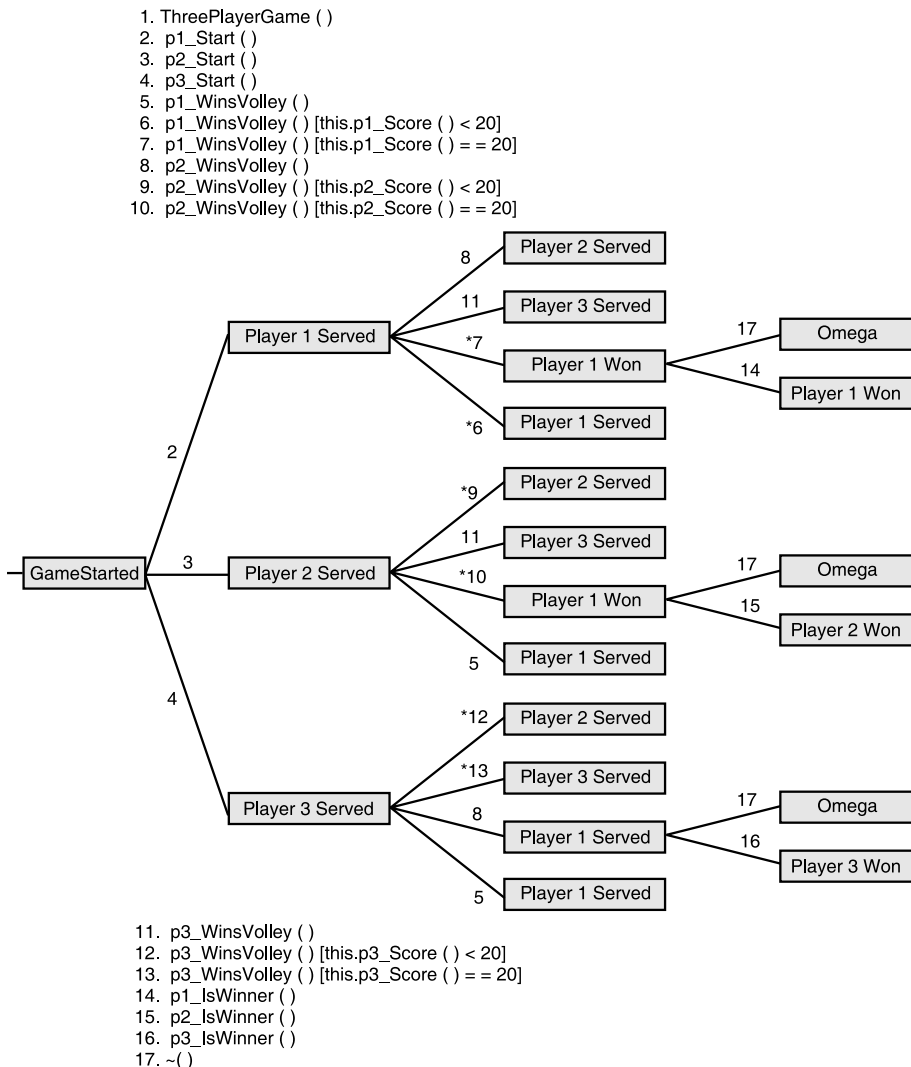 1. ThreePlayerGame ( )
2. p1_Start ( )
3. p2_Start ( )
4. p3_Start ( )
5. p1_WinsVolley ( )
6. p1_WinsVolley ( ) [this.p1_Score ( ) < 20]
7. p1_WinsVolley ( ) [this.p1_Score ( ) = = 20]
8. p2_WinsVolley ( )
9. p2_WinsVolley ( ) [this.p2_Score ( ) < 20]
10. p2_WinsVolley ( ) [this.p2_Score ( ) = = 20]
8
Player 2 Served
11
Player 3 Served
Player 1 Served
*7
Player 1 Won
17
Omega
14
Player 1 Won
*6
Player 1 Served
2
*9
Player 2 Served
11
Player 3 Served
GameStarted
3
Player 2 Served
*10
Player 1 Won
17
Omega
15
Player 2 Won
5
Player 1 Served
4
*12
Player 2 Served
*13
Player 3 Served
Player 3 Served
8
Player 1 Served
17
Omega
16
Player 3 Won
5
Player 1 Served
11. p3_WinsVolley ( )
12. p3_WinsVolley ( ) [this.p3_Score ( ) < 20]
13. p3_WinsVolley ( ) [this.p3_Score ( ) = = 20]
14. p1_IsWinner ( )
15. p2_IsWinner ( )
16. p3_IsWinner ( )
17. ~( )